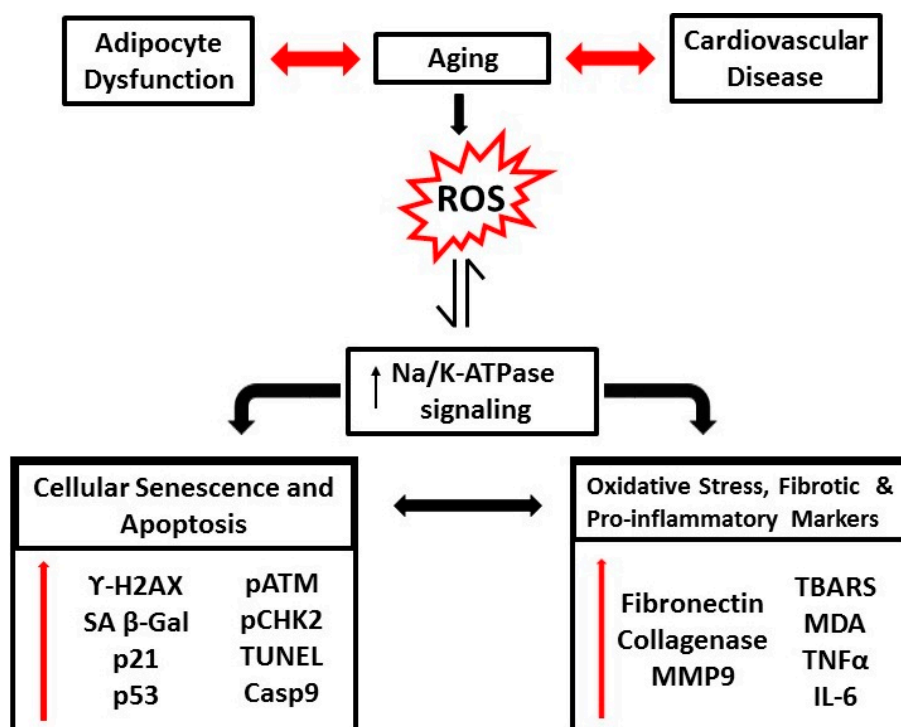 Adipocyte
Dysfunction
Aging
Cardiovascular
Disease
ROS
Na/K-ATPase
signaling
Cellular Senescence and
Apoptosis
ϒ-H2AX
SA β-Gal
p21
p53
pATM
pCHK2
TUNEL
Casp9
Oxidative Stress, Fibrotic &
Pro-inflammatory Markers
Fibronectin
Collagenase
MMP9
TBARS
MDA
TNFα
IL-6